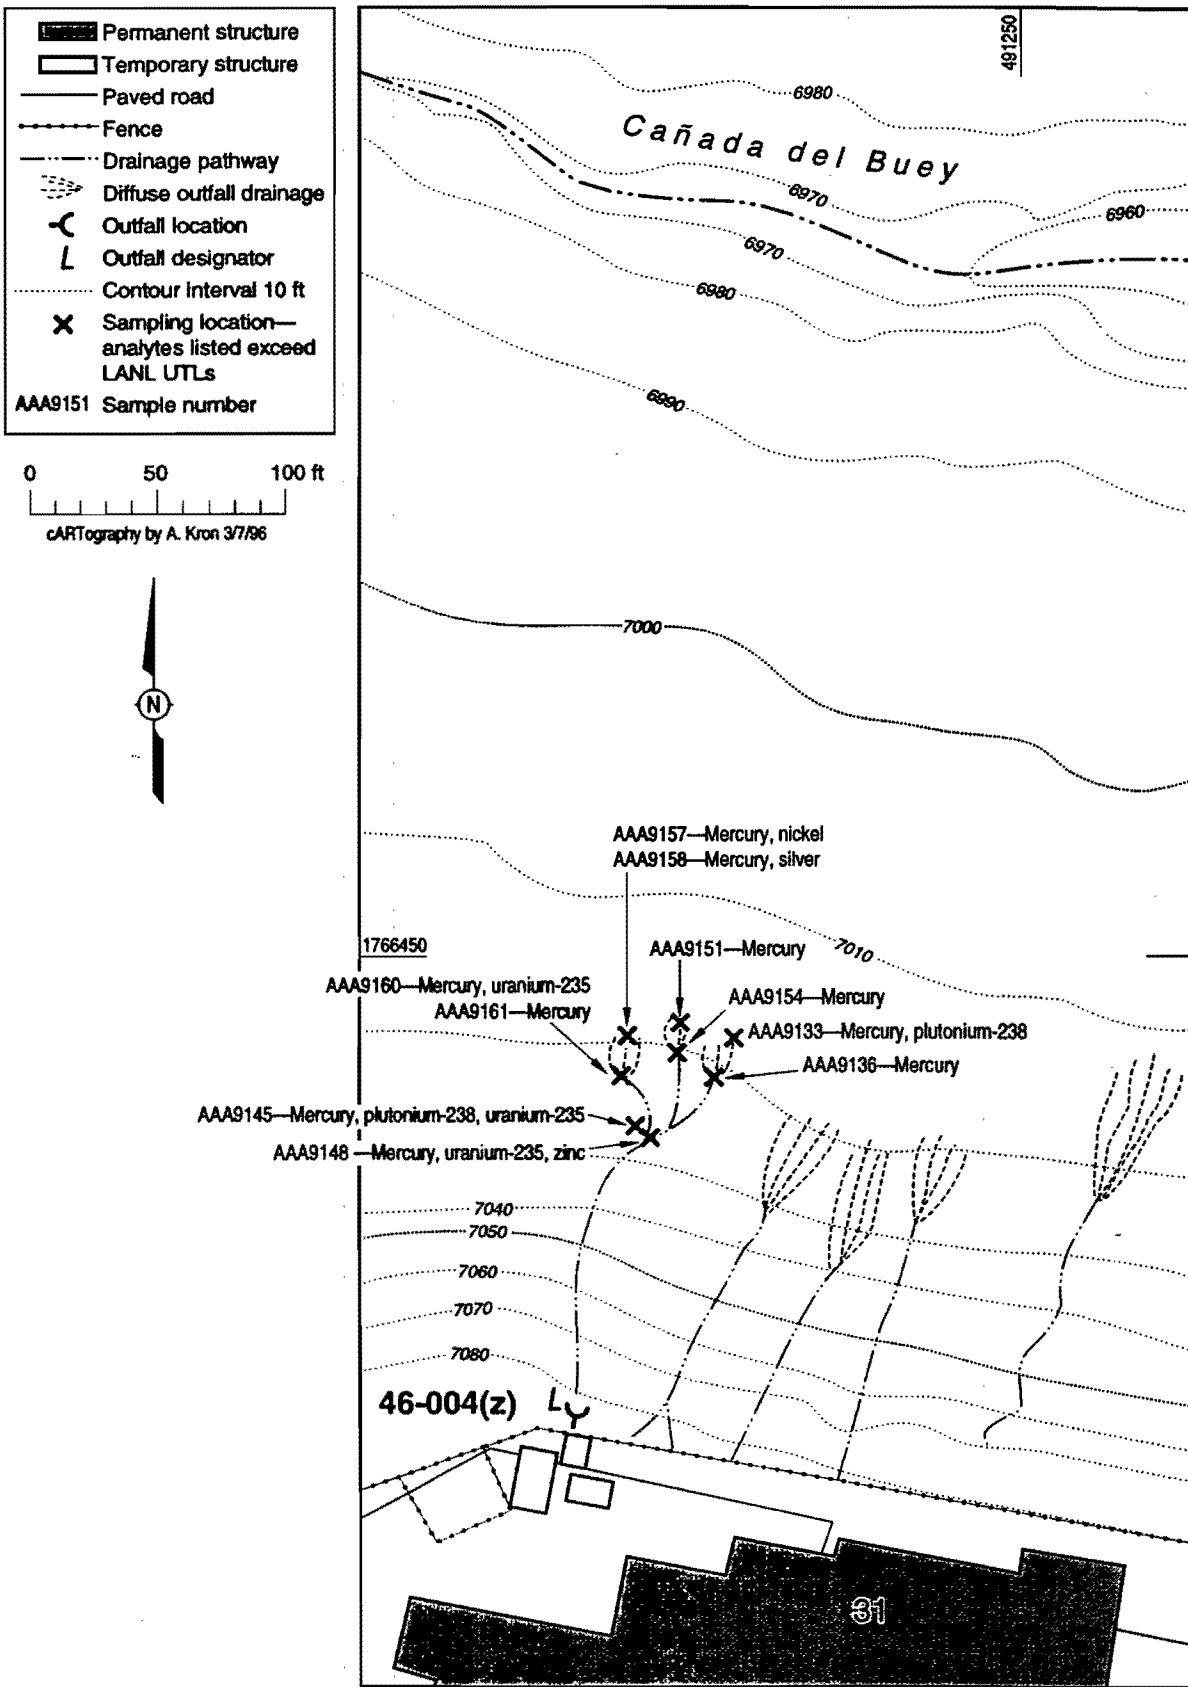 Permanent structure
Temporary structure
Paved road
Fence
Drainage pathway
Diffuse outfall drainage
Outfall location
L Outfall designator
Contour interval 10 ft
Sampling location—
analytes listed exceed
LANL UTLs
AAA9151 Sample number
0 50 100 ft
cARTography by A. Kron 3/7/96
N
491250
6980
Cañada del Buey
6970
6960
6970
6980
6990
7000
AAA9157—Mercury, nickel
AAA9158—Mercury, silver
1766450
AAA9151—Mercury
7010
AAA9160—Mercury, uranium-235
AAA9154—Mercury
AAA9161—Mercury
AAA9133—Mercury, plutonium-238
AAA9136—Mercury
AAA9145—Mercury, plutonium-238, uranium-235
AAA9148 —Mercury, uranium-235, zinc
7040
7050
7060
7070
7080
46-004(z)
L
31